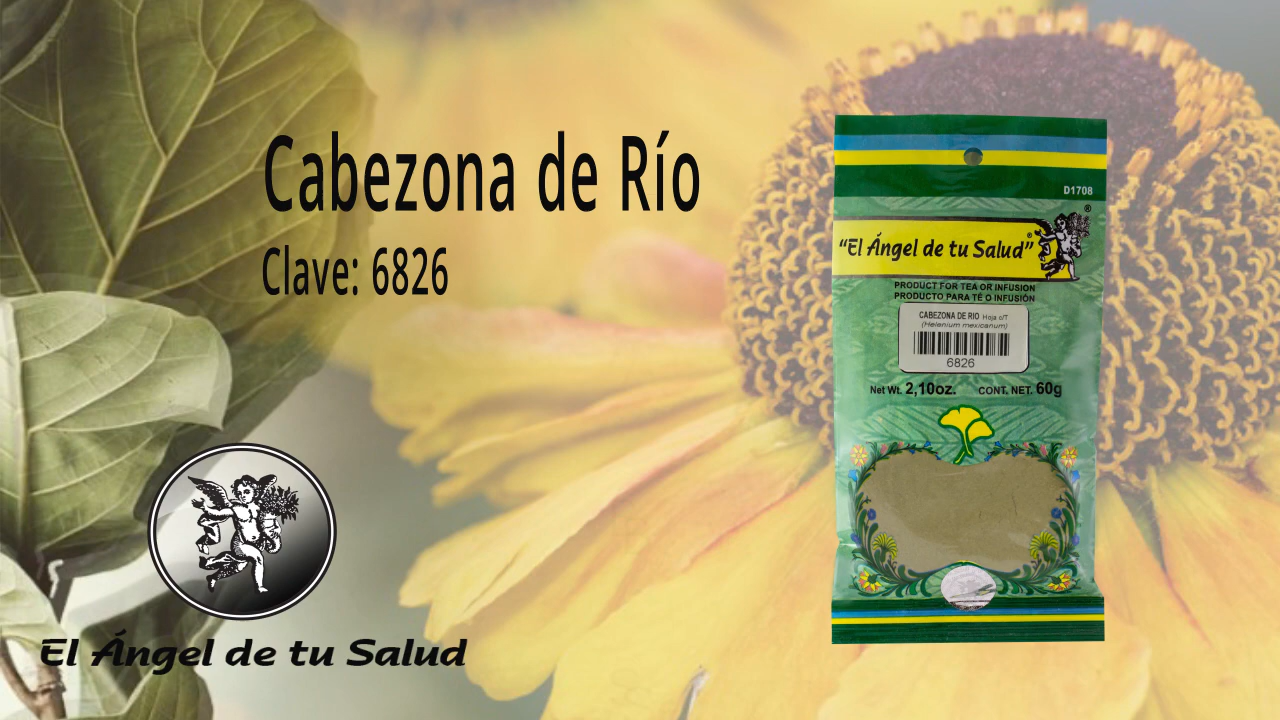 Cabezona de Río
Clave: 6826
El Ángel de tu Salud
D1708
®
"El Ángel de tu Salud"®
PRODUCT FOR TEA OR INFUSION
PRODUCTO PARA TÉ O INFUSIÓN
CABEZONA DE RIO Hoja c/T
(Helenium mexicanum)
6826
Net Wt. 2,10oz. CONT. NET. 60g